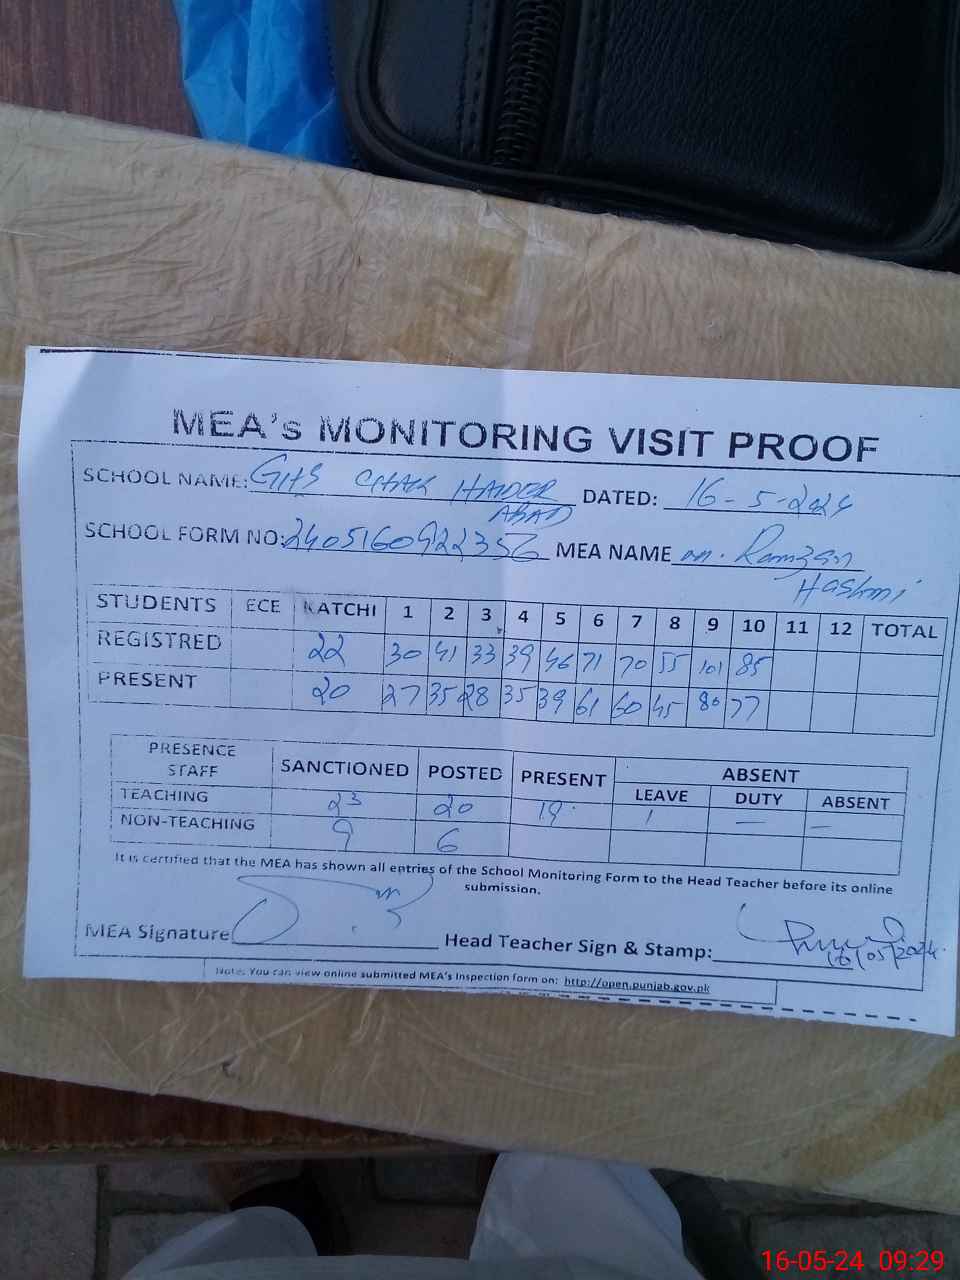 MEA's MONITORING VISIT PROOF
SCHOOL NAME: GHS CHAK HAIDER ABAD DATED: 16-5-2024
SCHOOL FORM NO: 2405160922356 MEA NAME M. Ramzan Hashmi
STUDENTS ECE KATCHI 1 2 3 4 5 6 7 8 9 10 11 12 TOTAL
REGISTRED 22 30 41 33 39 46 71 70 55 101 85
PRESENT 20 27 35 28 35 39 61 60 45 80 77
PRESENCE STAFF SANCTIONED POSTED PRESENT ABSENT
LEAVE DUTY ABSENT
TEACHING 23 20 19 1 — —
NON-TEACHING 9 6
It is certified that the MEA has shown all entries of the School Monitoring Form to the Head Teacher before its online
submission.
MEA Signature Head Teacher Sign & Stamp: 16/05/2024
Note: You can view online submitted MEA's Inspection form on: http://open.punjab.gov.pk
16-05-24 09:29